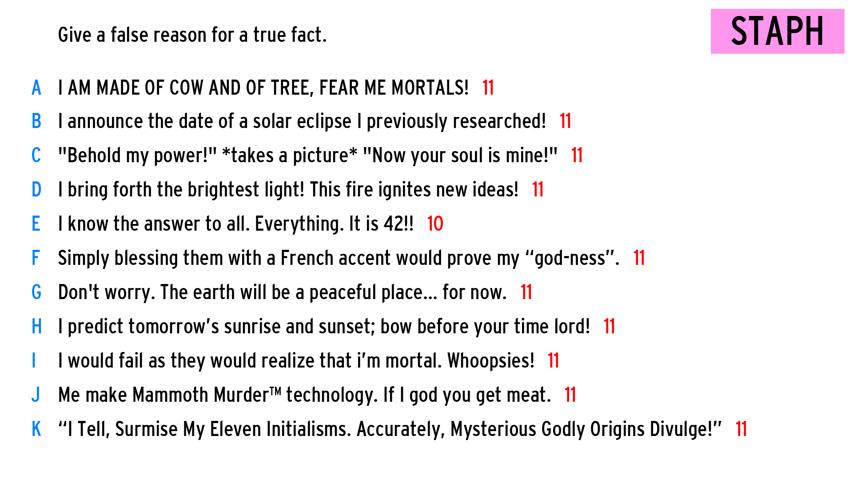 Give a false reason for a true fact.
STAPH
A I AM MADE OF COW AND OF TREE, FEAR ME MORTALS! 11
B I announce the date of a solar eclipse I previously researched! 11
C "Behold my power!" *takes a picture* "Now your soul is mine!" 11
D I bring forth the brightest light! This fire ignites new ideas! 11
E I know the answer to all. Everything. It is 42!! 10
F Simply blessing them with a French accent would prove my “god-ness”. 11
G Don't worry. The earth will be a peaceful place... for now. 11
H I predict tomorrow’s sunrise and sunset; bow before your time lord! 11
I I would fail as they would realize that i’m mortal. Whoopsies! 11
J Me make Mammoth Murder™ technology. If I god you get meat. 11
K “I Tell, Surmise My Eleven Initialisms. Accurately, Mysterious Godly Origins Divulge!” 11